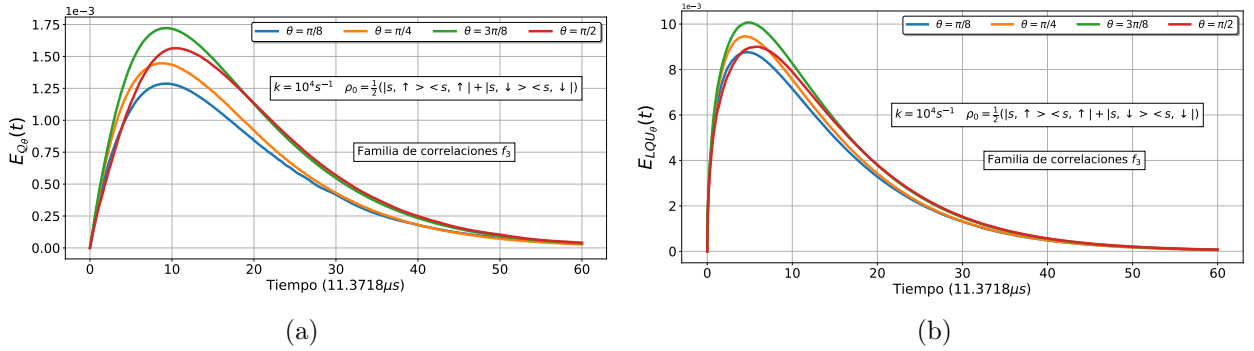 1e−3
θ = π/8 θ = π/4 θ = 3π/8 θ = π/2
k = 10⁴s⁻¹ ρ₀ = ½(|s, ↑ > < s, ↑ | + |s, ↓ > < s, ↓ |)
Familia de correlaciones f₃
E_{Q_θ}(t)
1.75
1.50
1.25
1.00
0.75
0.50
0.25
0.00
0 10 20 30 40 50 60
Tiempo (11.3718μs)
(a)
1e−3
θ = π/8 θ = π/4 θ = 3π/8 θ = π/2
k = 10⁴s⁻¹ ρ₀ = ½(|s, ↑ > < s, ↑ | + |s, ↓ > < s, ↓ |)
Familia de correlaciones f₃
E_{LQU_θ}(t)
10
8
6
4
2
0
0 10 20 30 40 50 60
Tiempo (11.3718μs)
(b)